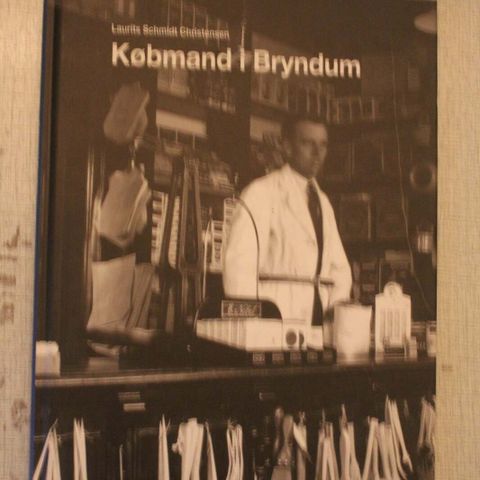 Laurits Schmidt Christensen
Købmand i Bryndum